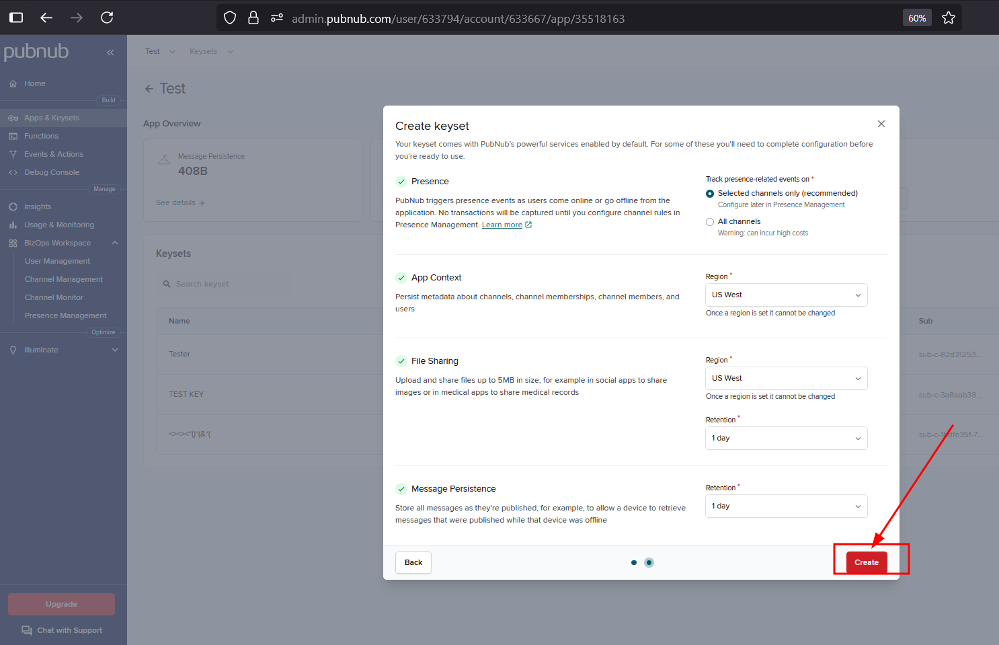 admin.pubnub.com/user/633794/account/633667/app/35518163
60%
pubnub
Home
Build
Apps & Keysets
Functions
Events & Actions
Debug Console
Manage
Insights
Usage & Monitoring
BizOps Workspace
User Management
Channel Management
Channel Monitor
Presence Management
Optimize
Illuminate
Upgrade
Chat with Support
Test
Keysets
Test
App Overview
Message Persistence
408B
See details
Keysets
Search keyset
Name
Sub
Tester
sub-c-82d31253...
TEST KEY
sub-c-3a8aab38...
Create keyset
Your keyset comes with PubNub's powerful services enabled by default. For some of these you'll need to complete configuration before
you're ready to use.
Presence
PubNub triggers presence events as users come online or go offline from the
application. No transactions will be captured until you configure channel rules in
Presence Management. Learn more
Track presence-related events on *
Selected channels only (recommended)
Configure later in Presence Management
All channels
Warning: can incur high costs
App Context
Persist metadata about channels, channel memberships, channel members, and
users
Region *
US West
Once a region is set it cannot be changed
File Sharing
Upload and share files up to 5MB in size, for example in social apps to share
images or in medical apps to share medical records
Region *
US West
Once a region is set it cannot be changed
Retention *
1 day
Message Persistence
Store all messages as they're published, for example, to allow a device to retrieve
messages that were published while that device was offline
Retention *
1 day
Back
Create